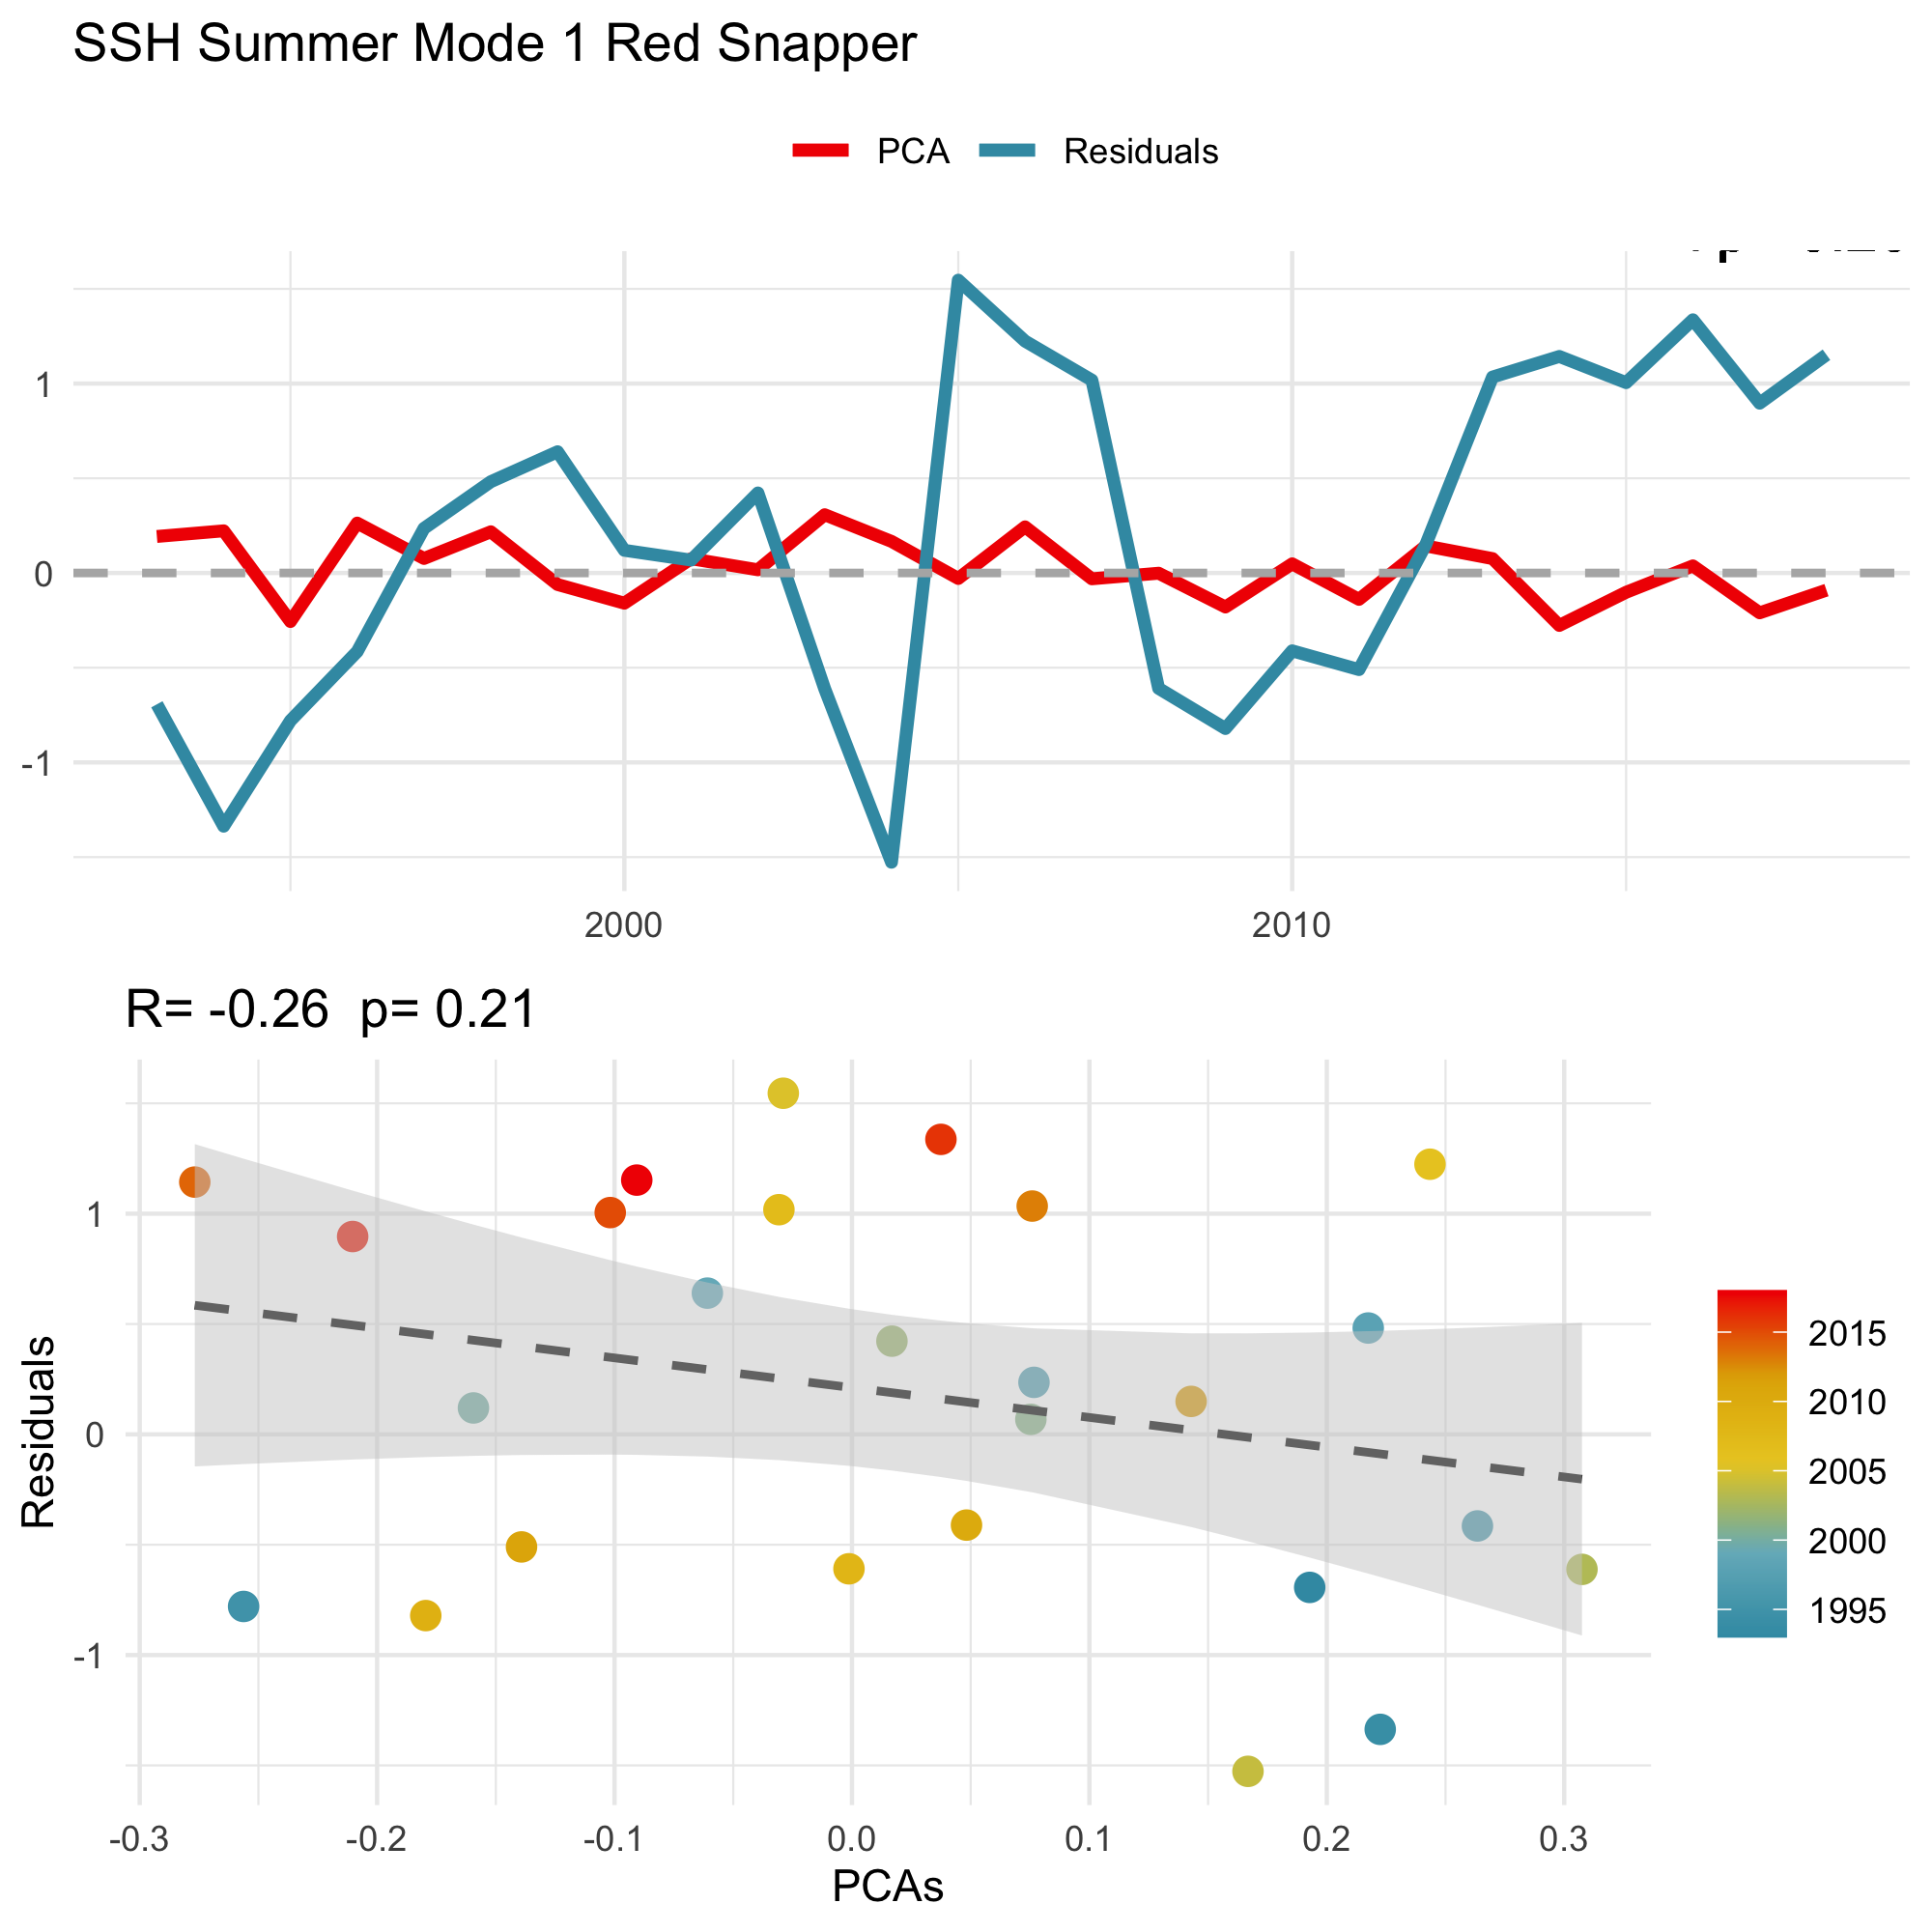 SSH Summer Mode 1 Red Snapper
PCA Residuals
1
0
-1
2000 2010
R= -0.26 p= 0.21
Residuals
1
0
-1
-0.3 -0.2 -0.1 0.0 0.1 0.2 0.3
PCAs
2015
2010
2005
2000
1995